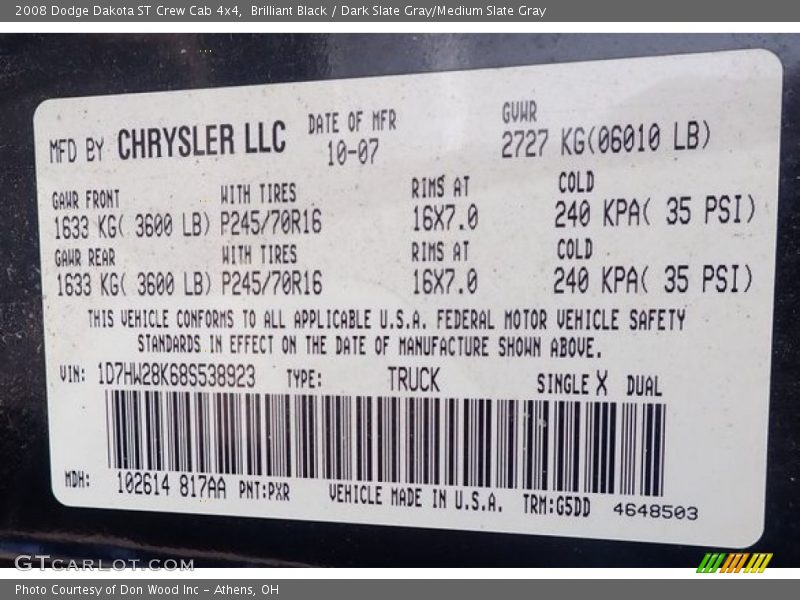 2008 Dodge Dakota ST Crew Cab 4x4,  Brilliant Black / Dark Slate Gray/Medium Slate Gray
MFD BY CHRYSLER LLC DATE OF MFR GVWR
10-07 2727 KG(06010 LB)
GAWR FRONT WITH TIRES RIMS AT COLD
1633 KG( 3600 LB) P245/70R16 16X7.0 240 KPA( 35 PSI)
GAWR REAR WITH TIRES RIMS AT COLD
1633 KG( 3600 LB) P245/70R16 16X7.0 240 KPA( 35 PSI)
THIS VEHICLE CONFORMS TO ALL APPLICABLE U.S.A. FEDERAL MOTOR VEHICLE SAFETY
STANDARDS IN EFFECT ON THE DATE OF MANUFACTURE SHOWN ABOVE.
VIN: 1D7HW28K68S538923 TYPE: TRUCK SINGLE X DUAL
MDH: 102614 817AA PNT:PXR VEHICLE MADE IN U.S.A. TRM:G5DD 4648503
GTCARLOT.COM
Photo Courtesy of Don Wood Inc - Athens, OH